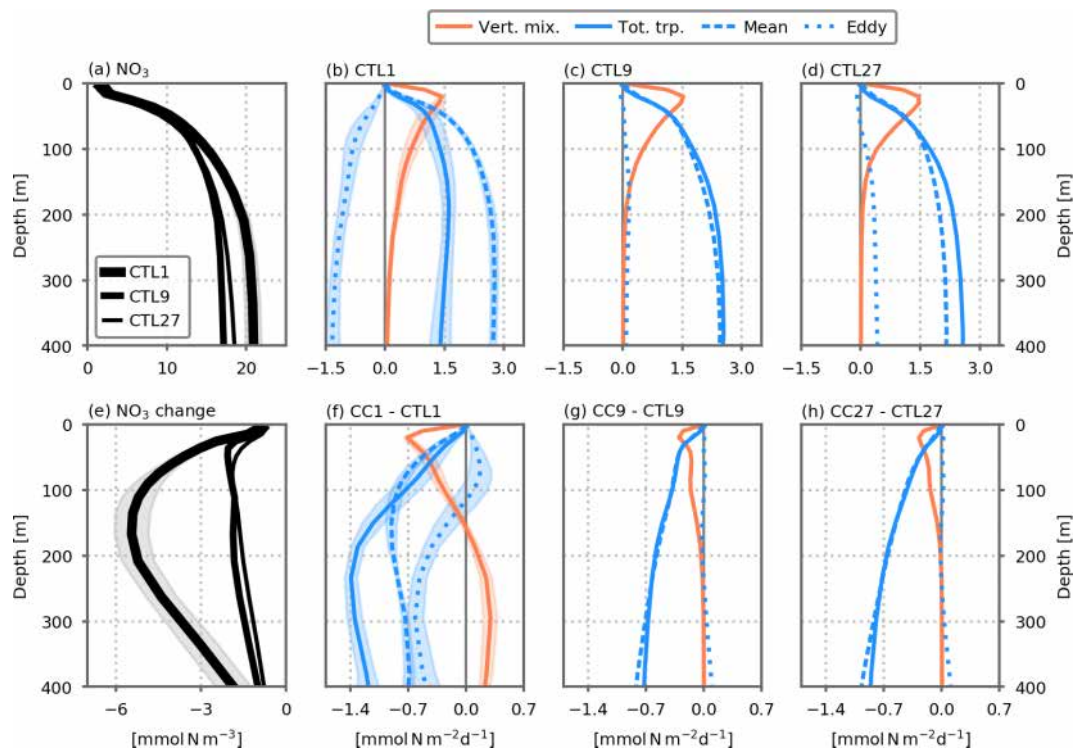 Vert. mix. Tot. trp. Mean Eddy
(a) NO₃ (b) CTL1 (c) CTL9 (d) CTL27
0 0
100 100
200 200
300 300
400 400
Depth [m] Depth [m]
CTL1
CTL9
CTL27
0 10 20 −1.5 0.0 1.5 3.0 −1.5 0.0 1.5 3.0 −1.5 0.0 1.5 3.0
(e) NO₃ change (f) CC1 - CTL1 (g) CC9 - CTL9 (h) CC27 - CTL27
0 0
100 100
200 200
300 300
400 400
Depth [m] Depth [m]
−6 −3 0 −1.4 −0.7 0.0 0.7 −1.4 −0.7 0.0 0.7 −1.4 −0.7 0.0 0.7
[mmol N m⁻³] [mmol N m⁻²d⁻¹] [mmol N m⁻²d⁻¹] [mmol N m⁻²d⁻¹]